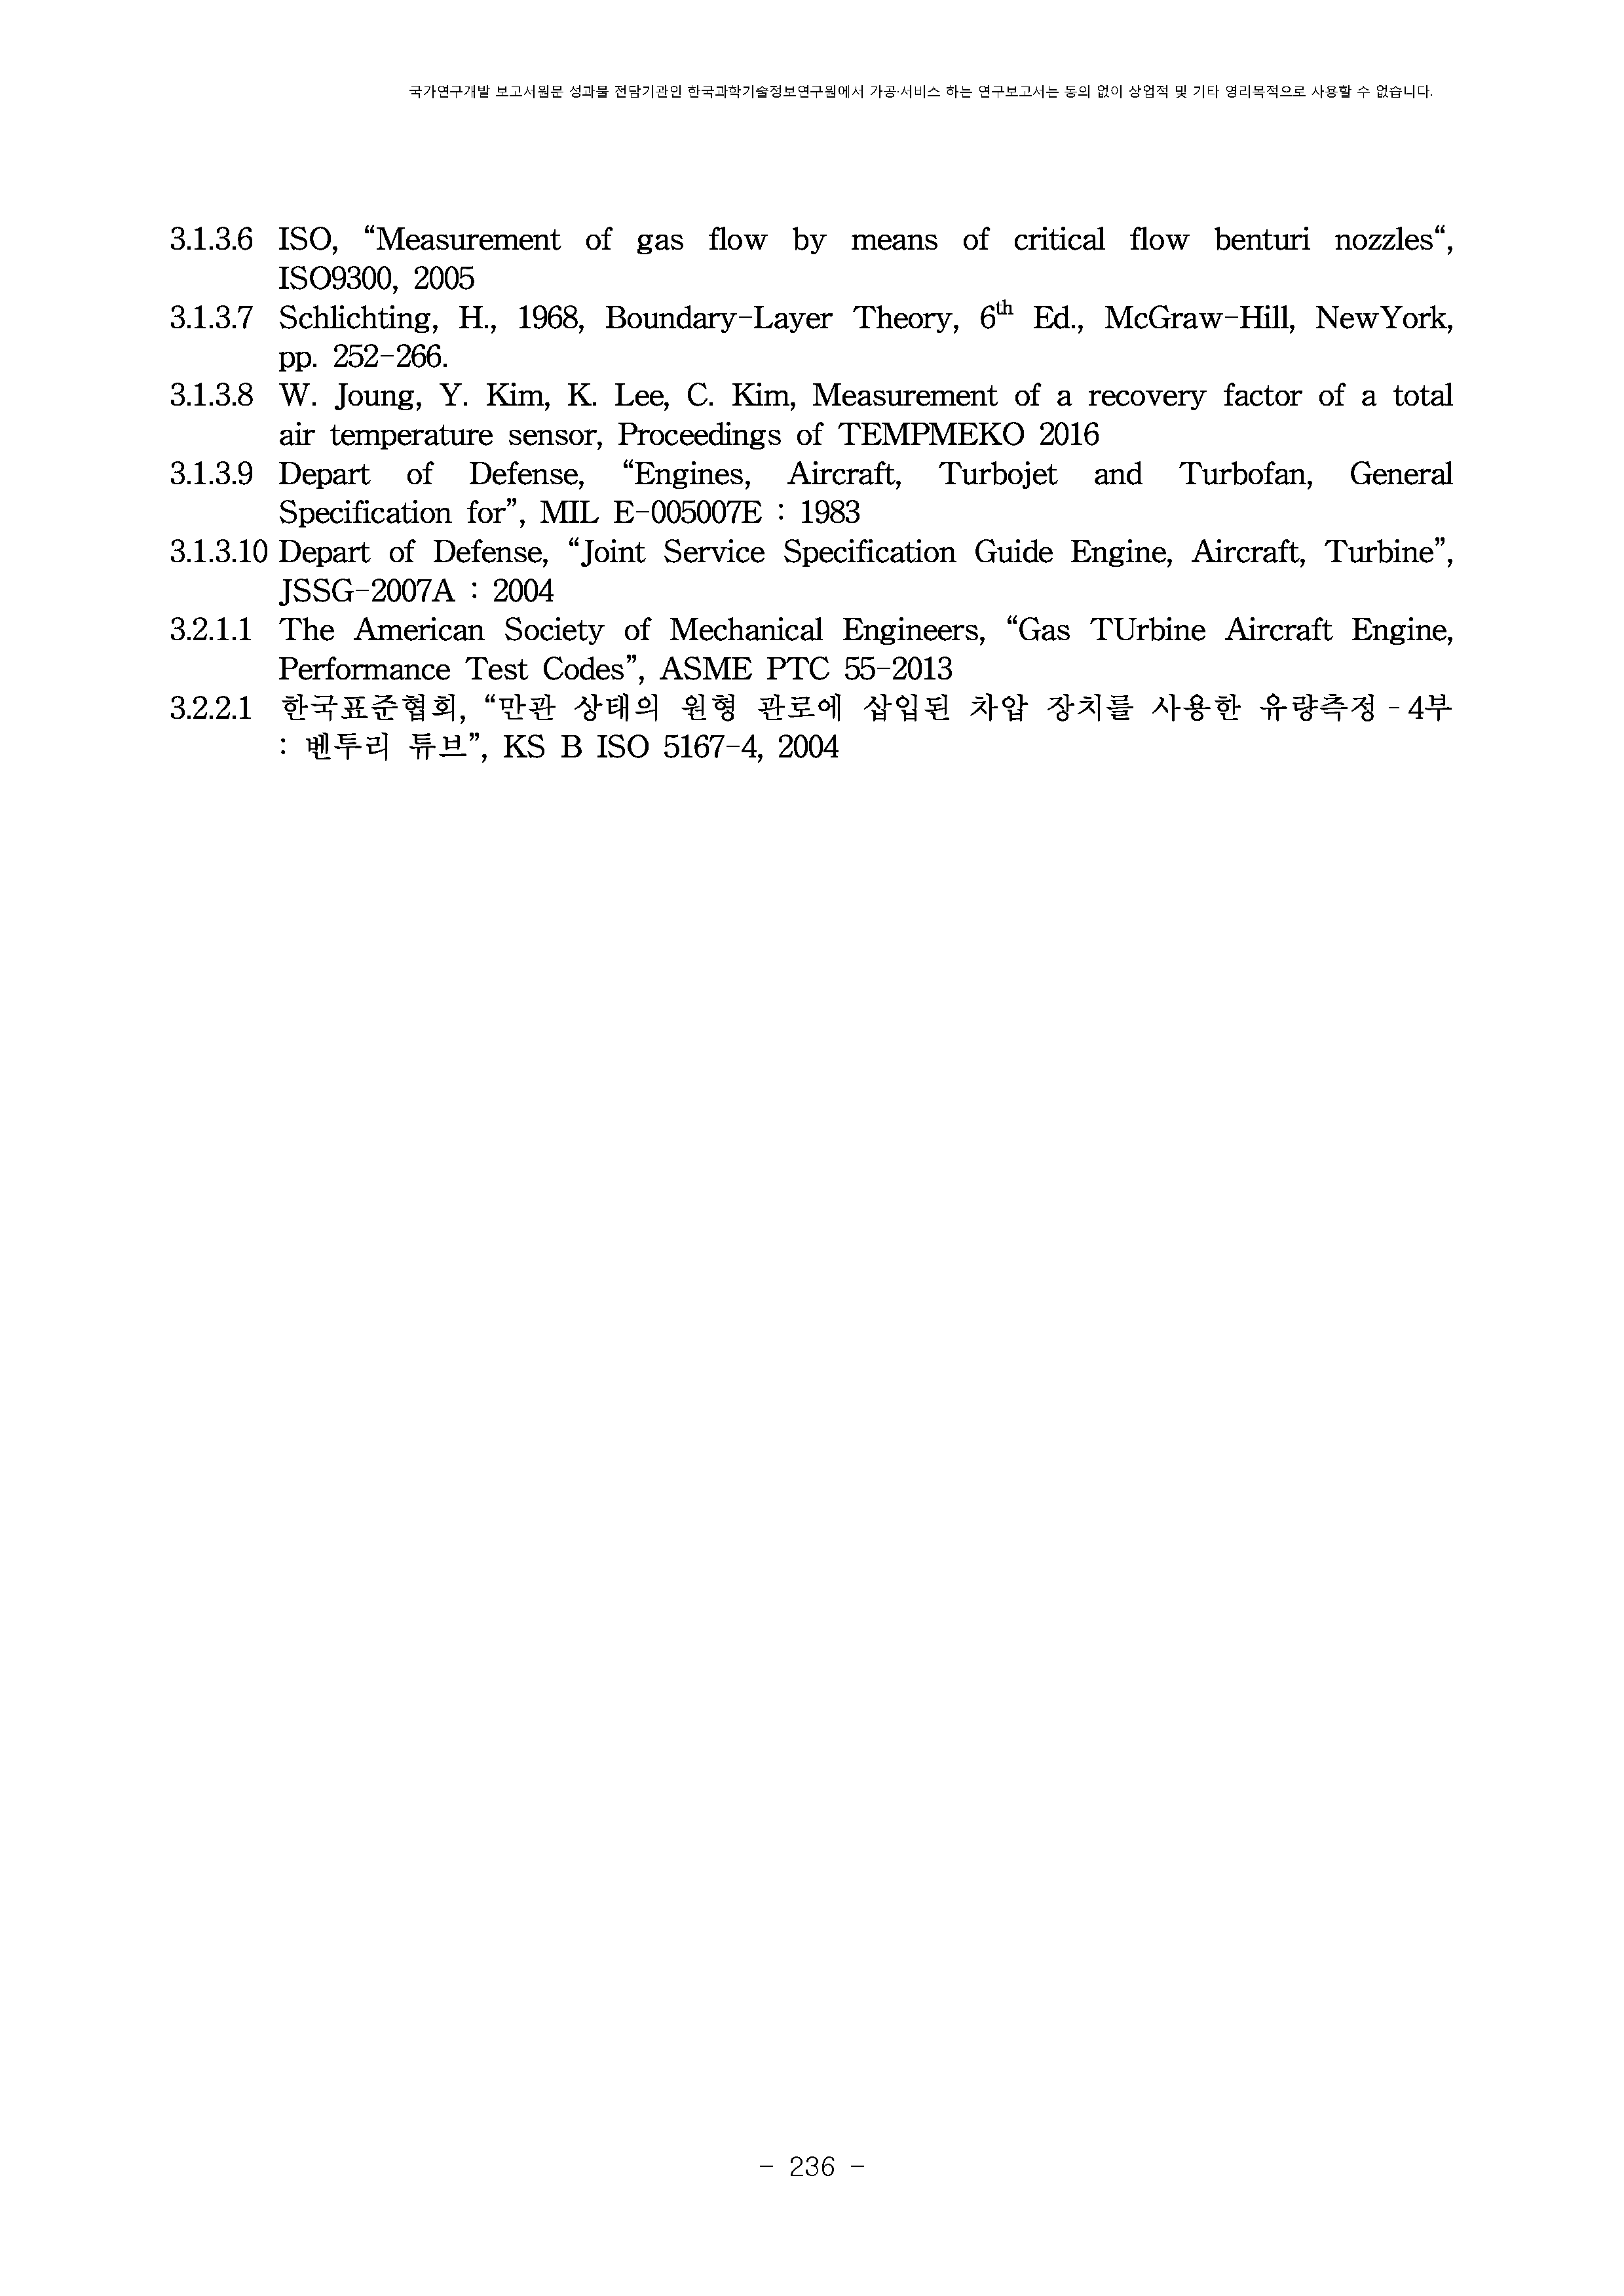 국가연구개발 보고서원문 성과물 전담기관인 한국과학기술정보연구원에서 가공·서비스 하는 연구보고서는 동의 없이 상업적 및 기타 영리목적으로 사용할 수 없습니다.
3.1.3.6 ISO, “Measurement of gas flow by means of critical flow benturi nozzles“,
ISO9300, 2005
3.1.3.7 Schlichting, H., 1968, Boundary-Layer Theory, 6th Ed., McGraw-Hill, NewYork,
pp. 252-266.
3.1.3.8 W. Joung, Y. Kim, K. Lee, C. Kim, Measurement of a recovery factor of a total
air temperature sensor, Proceedings of TEMPMEKO 2016
3.1.3.9 Depart of Defense, “Engines, Aircraft, Turbojet and Turbofan, General
Specification for”, MIL E-005007E : 1983
3.1.3.10 Depart of Defense, “Joint Service Specification Guide Engine, Aircraft, Turbine”,
JSSG-2007A : 2004
3.2.1.1 The American Society of Mechanical Engineers, “Gas TUrbine Aircraft Engine,
Performance Test Codes”, ASME PTC 55-2013
3.2.2.1 한국표준협회, “만관 상태의 원형 관로에 삽입된 차압 장치를 사용한 유량측정 - 4부
: 벤투리 튜브”, KS B ISO 5167-4, 2004
- 236 -